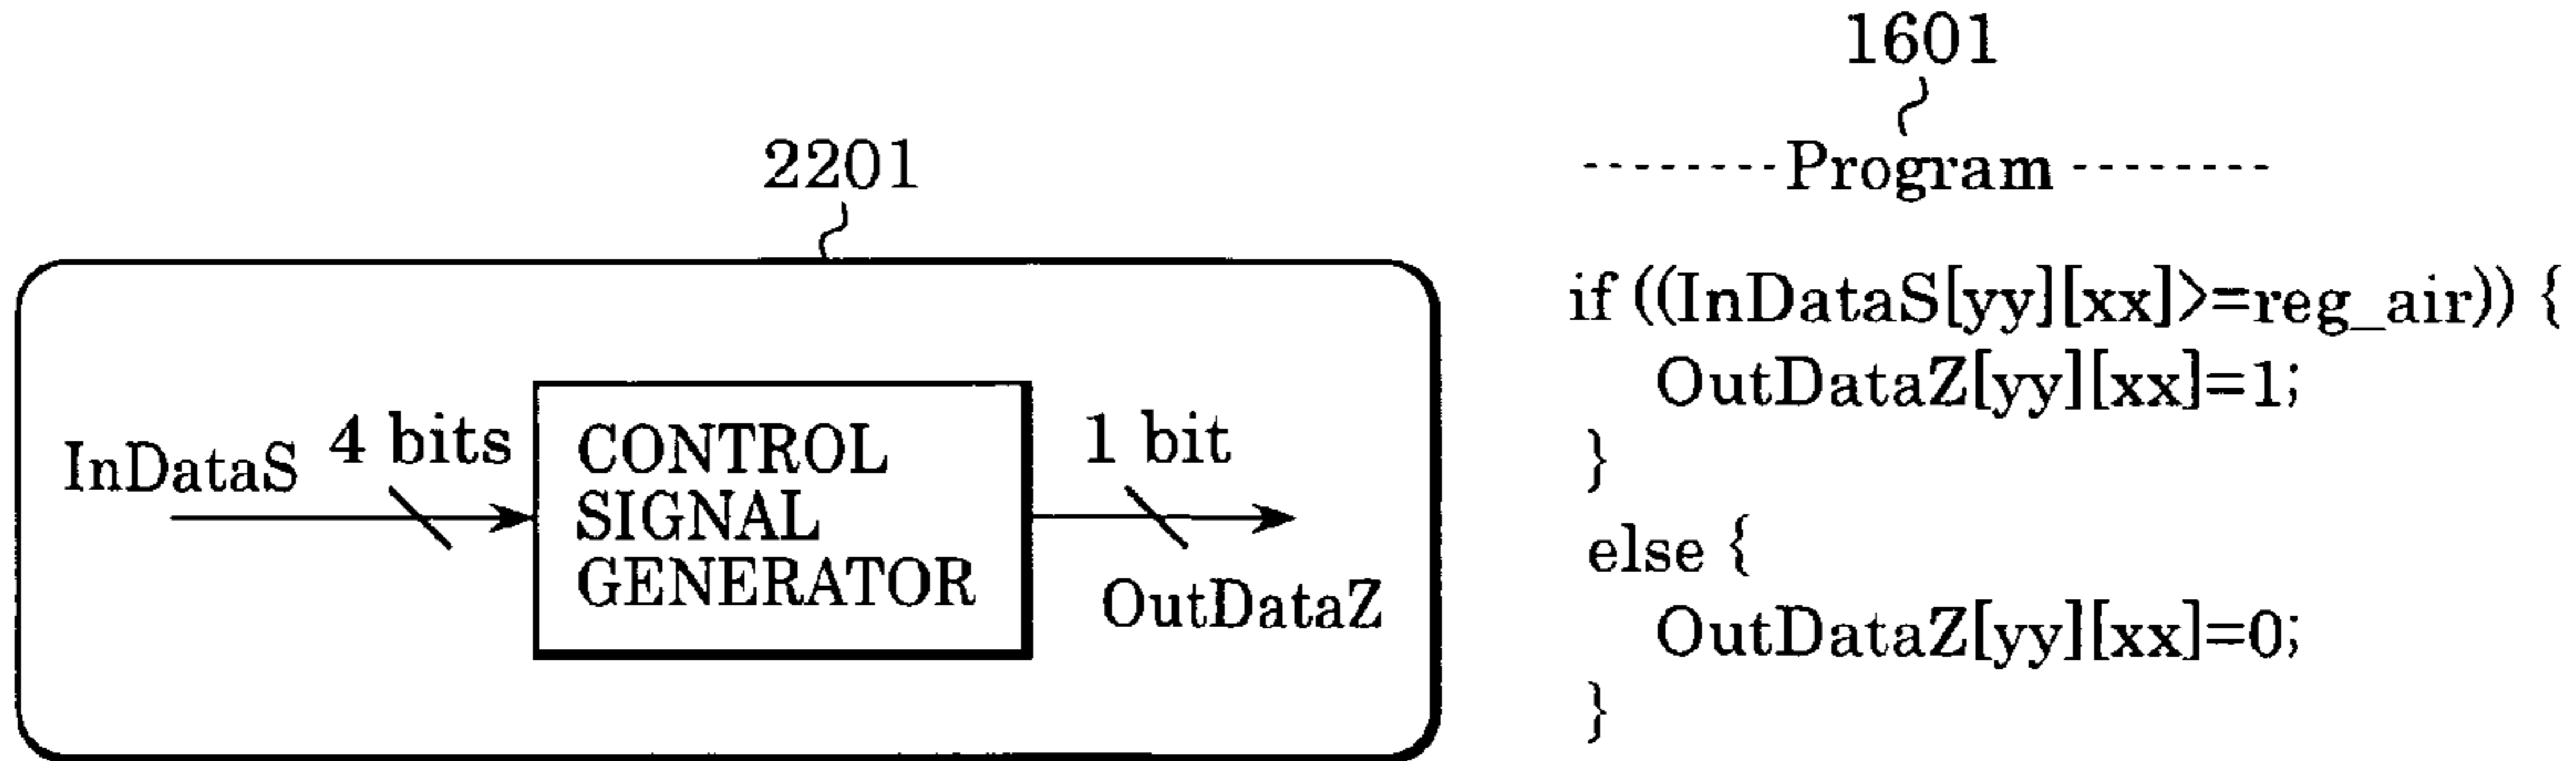 2201
InDataS
4 bits
CONTROL
SIGNAL
GENERATOR
1 bit
OutDataZ
1601
--------Program--------
if ((InDataS[yy][xx]>=reg_air)) {
OutDataZ[yy][xx]=1;
}
else {
OutDataZ[yy][xx]=0;
}